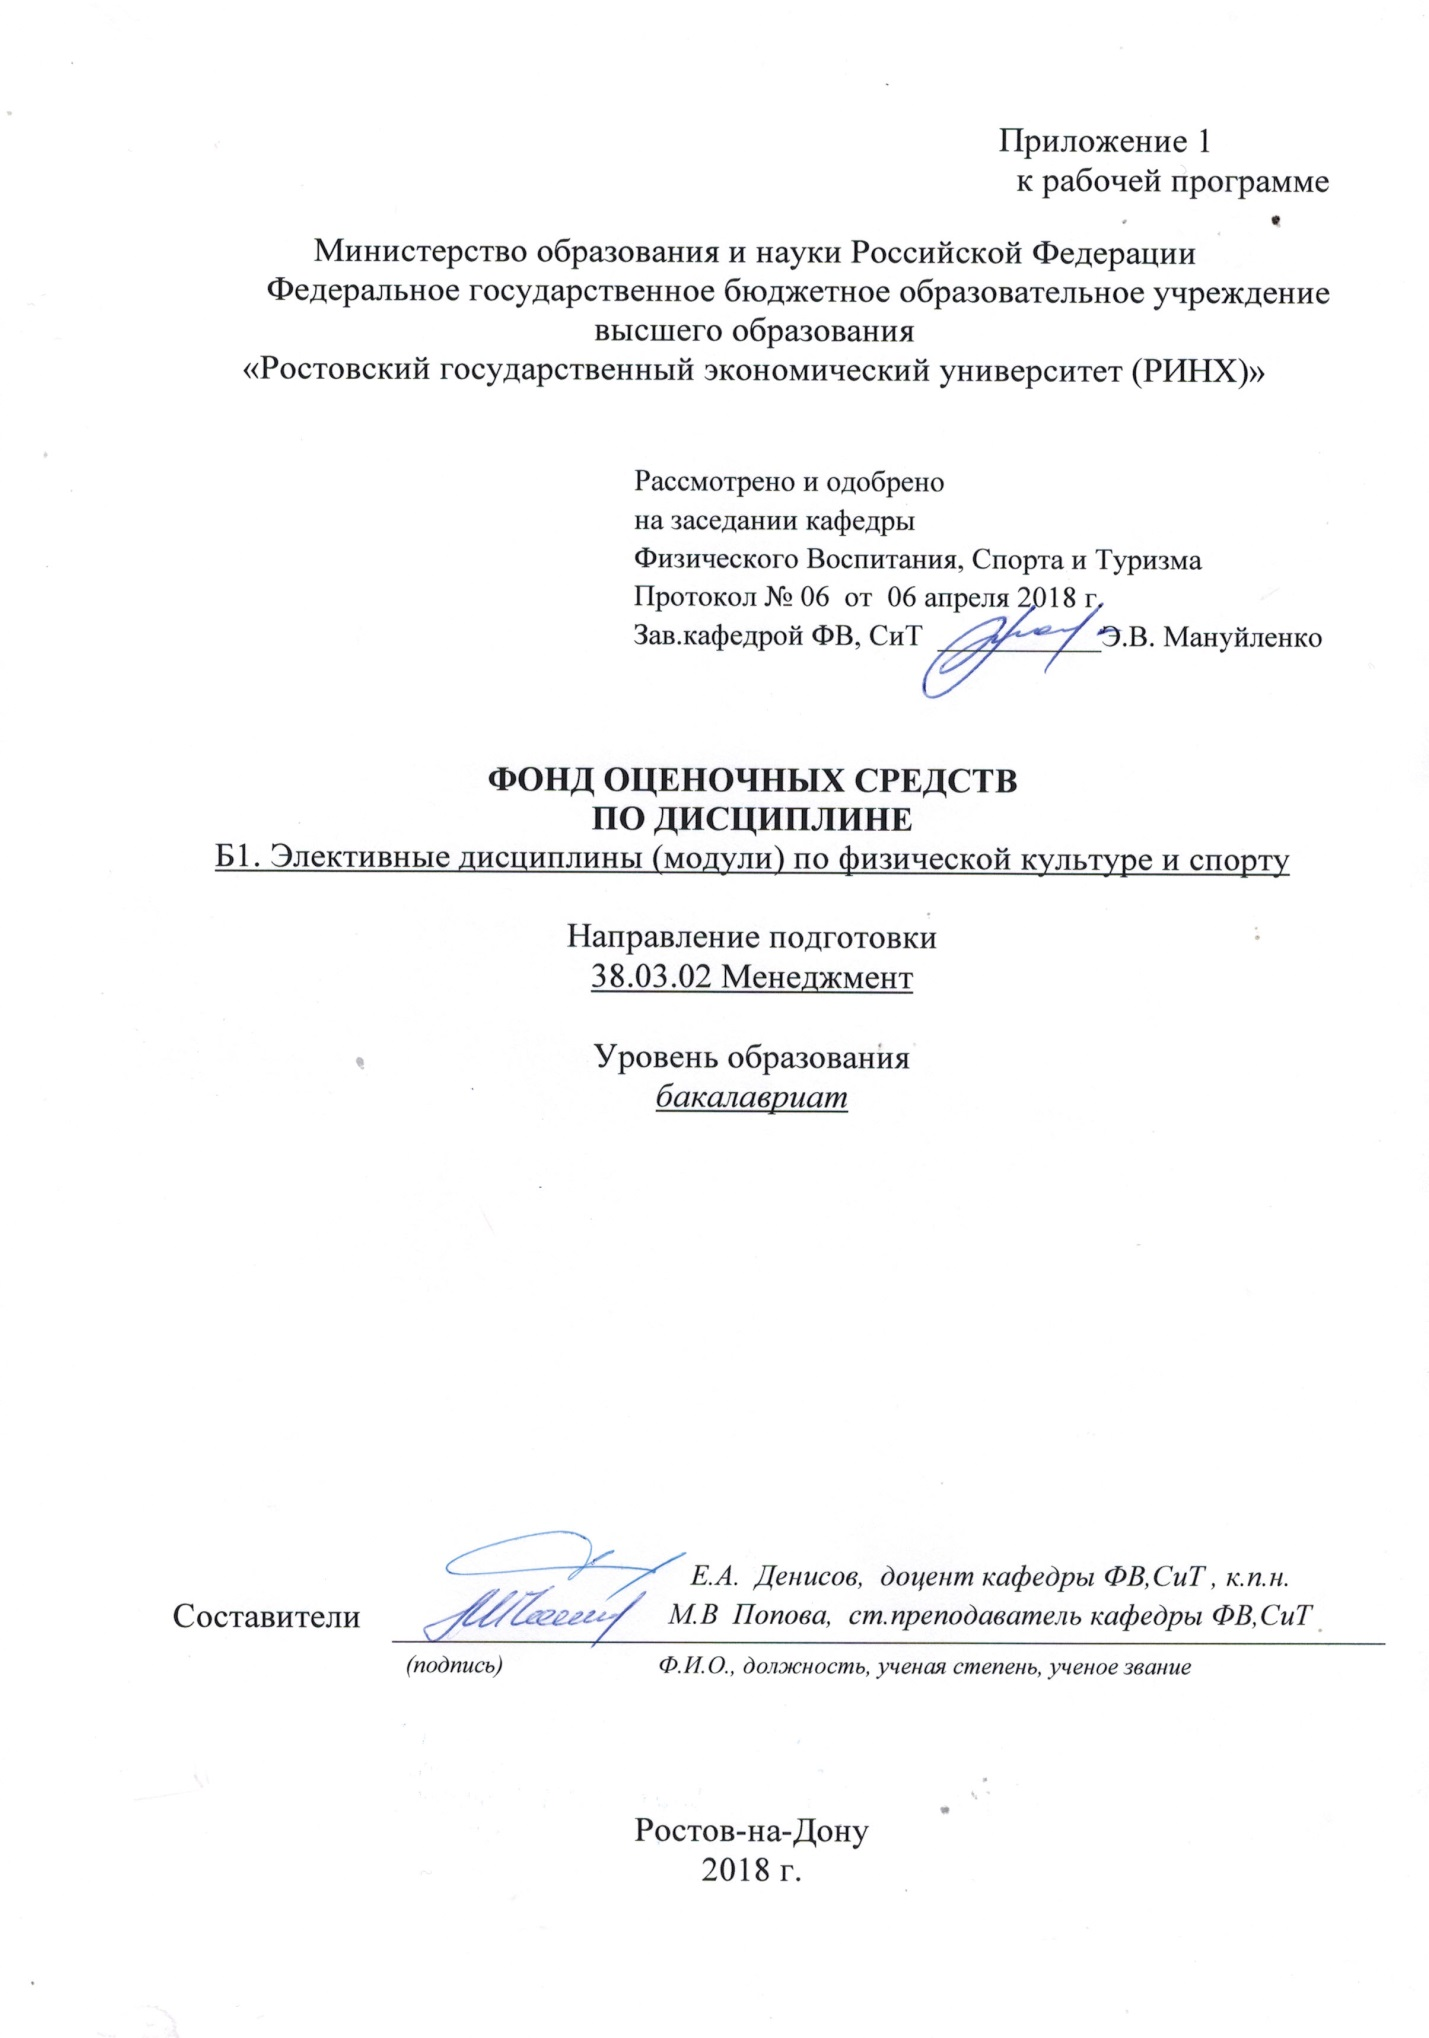 Приложение 1
к рабочей программе
Министерство образования и науки Российской Федерации
Федеральное государственное бюджетное образовательное учреждение
высшего образования
«Ростовский государственный экономический университет (РИНХ)»
Рассмотрено и одобрено
на заседании кафедры
Физического Воспитания, Спорта и Туризма
Протокол № 06 от 06 апреля 2018 г.
Зав.кафедрой ФВ, СиТ ___________Э.В. Мануйленко
ФОНД ОЦЕНОЧНЫХ СРЕДСТВ
ПО ДИСЦИПЛИНЕ
Б1. Элективные дисциплины (модули) по физической культуре и спорту
Направление подготовки
38.03.02 Менеджмент
Уровень образования
бакалавриат
Е.А. Денисов, доцент кафедры ФВ,СиТ , к.п.н.
Составители М.В Попова, ст.преподаватель кафедры ФВ,СиТ
(подпись) Ф.И.О., должность, ученая степень, ученое звание
Ростов-на-Дону
2018 г.